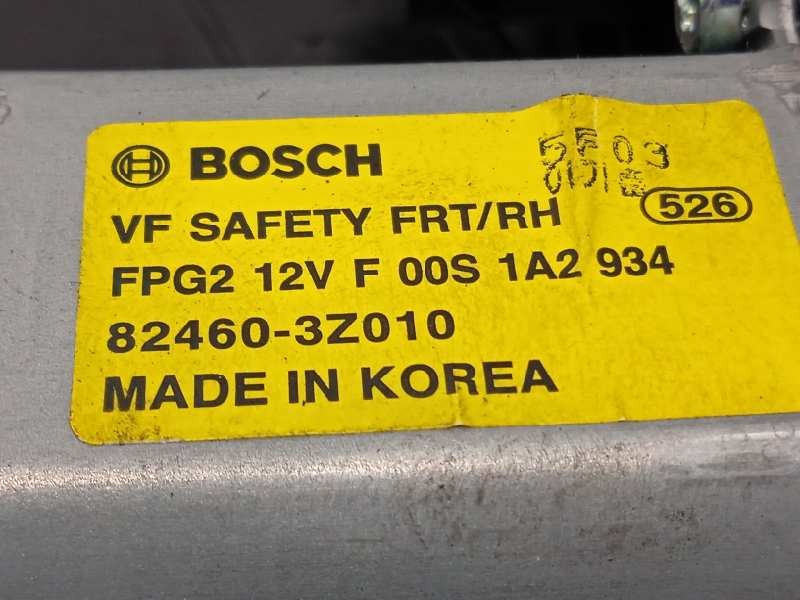 BOSCH
VF SAFETY FRT/RH
526
FPG2 12V F 00S 1A2 934
82460-3Z010
MADE IN KOREA